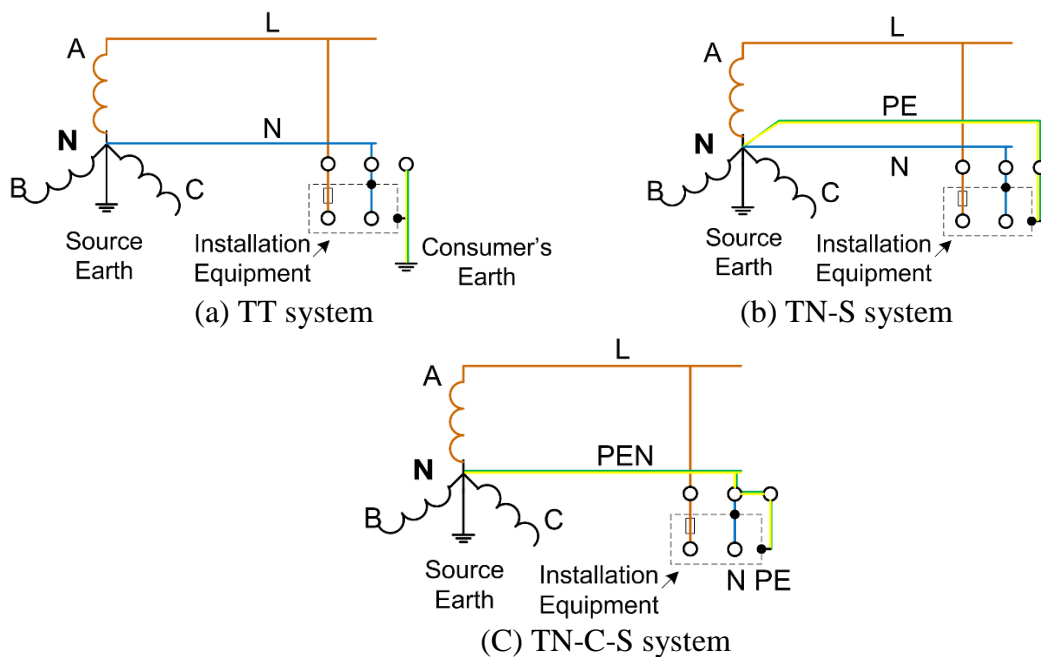 L
A
N
N
B
C
Source
Earth
Installation
Equipment
Consumer's
Earth
(a) TT system
L
A
PE
N
N
B
C
Source
Earth
Installation
Equipment
(b) TN-S system
L
A
PEN
N
B
C
N PE
Source
Earth
Installation
Equipment
(C) TN-C-S system